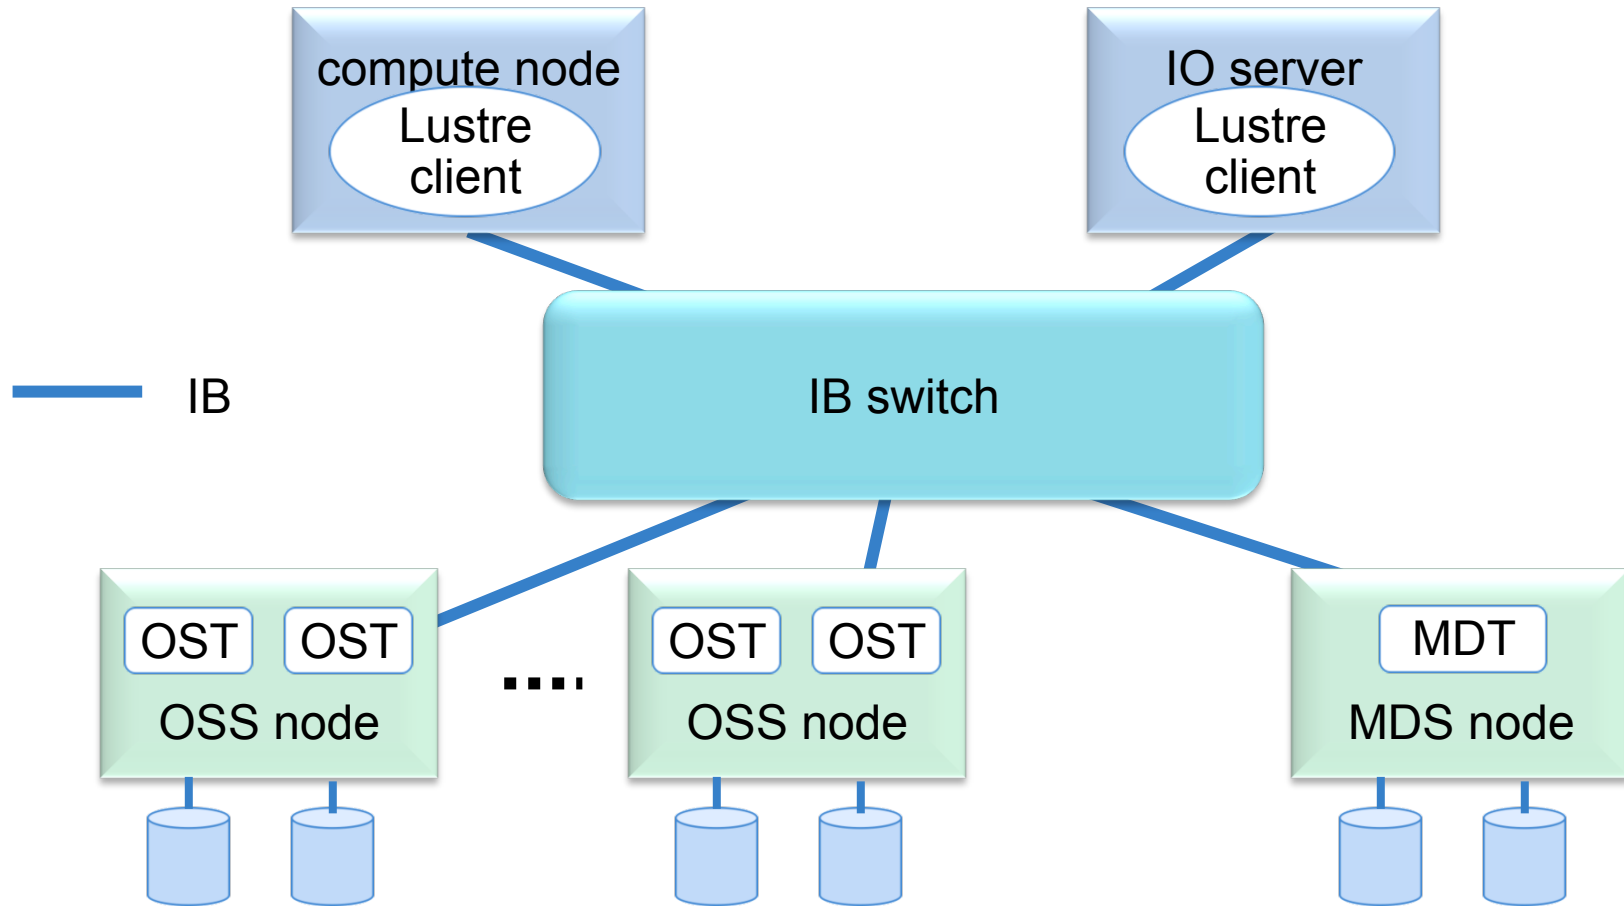 compute node
Lustre
client
IO server
Lustre
client
IB
IB switch
OST
OST
OSS node
.....
OST
OST
OSS node
MDT
MDS node